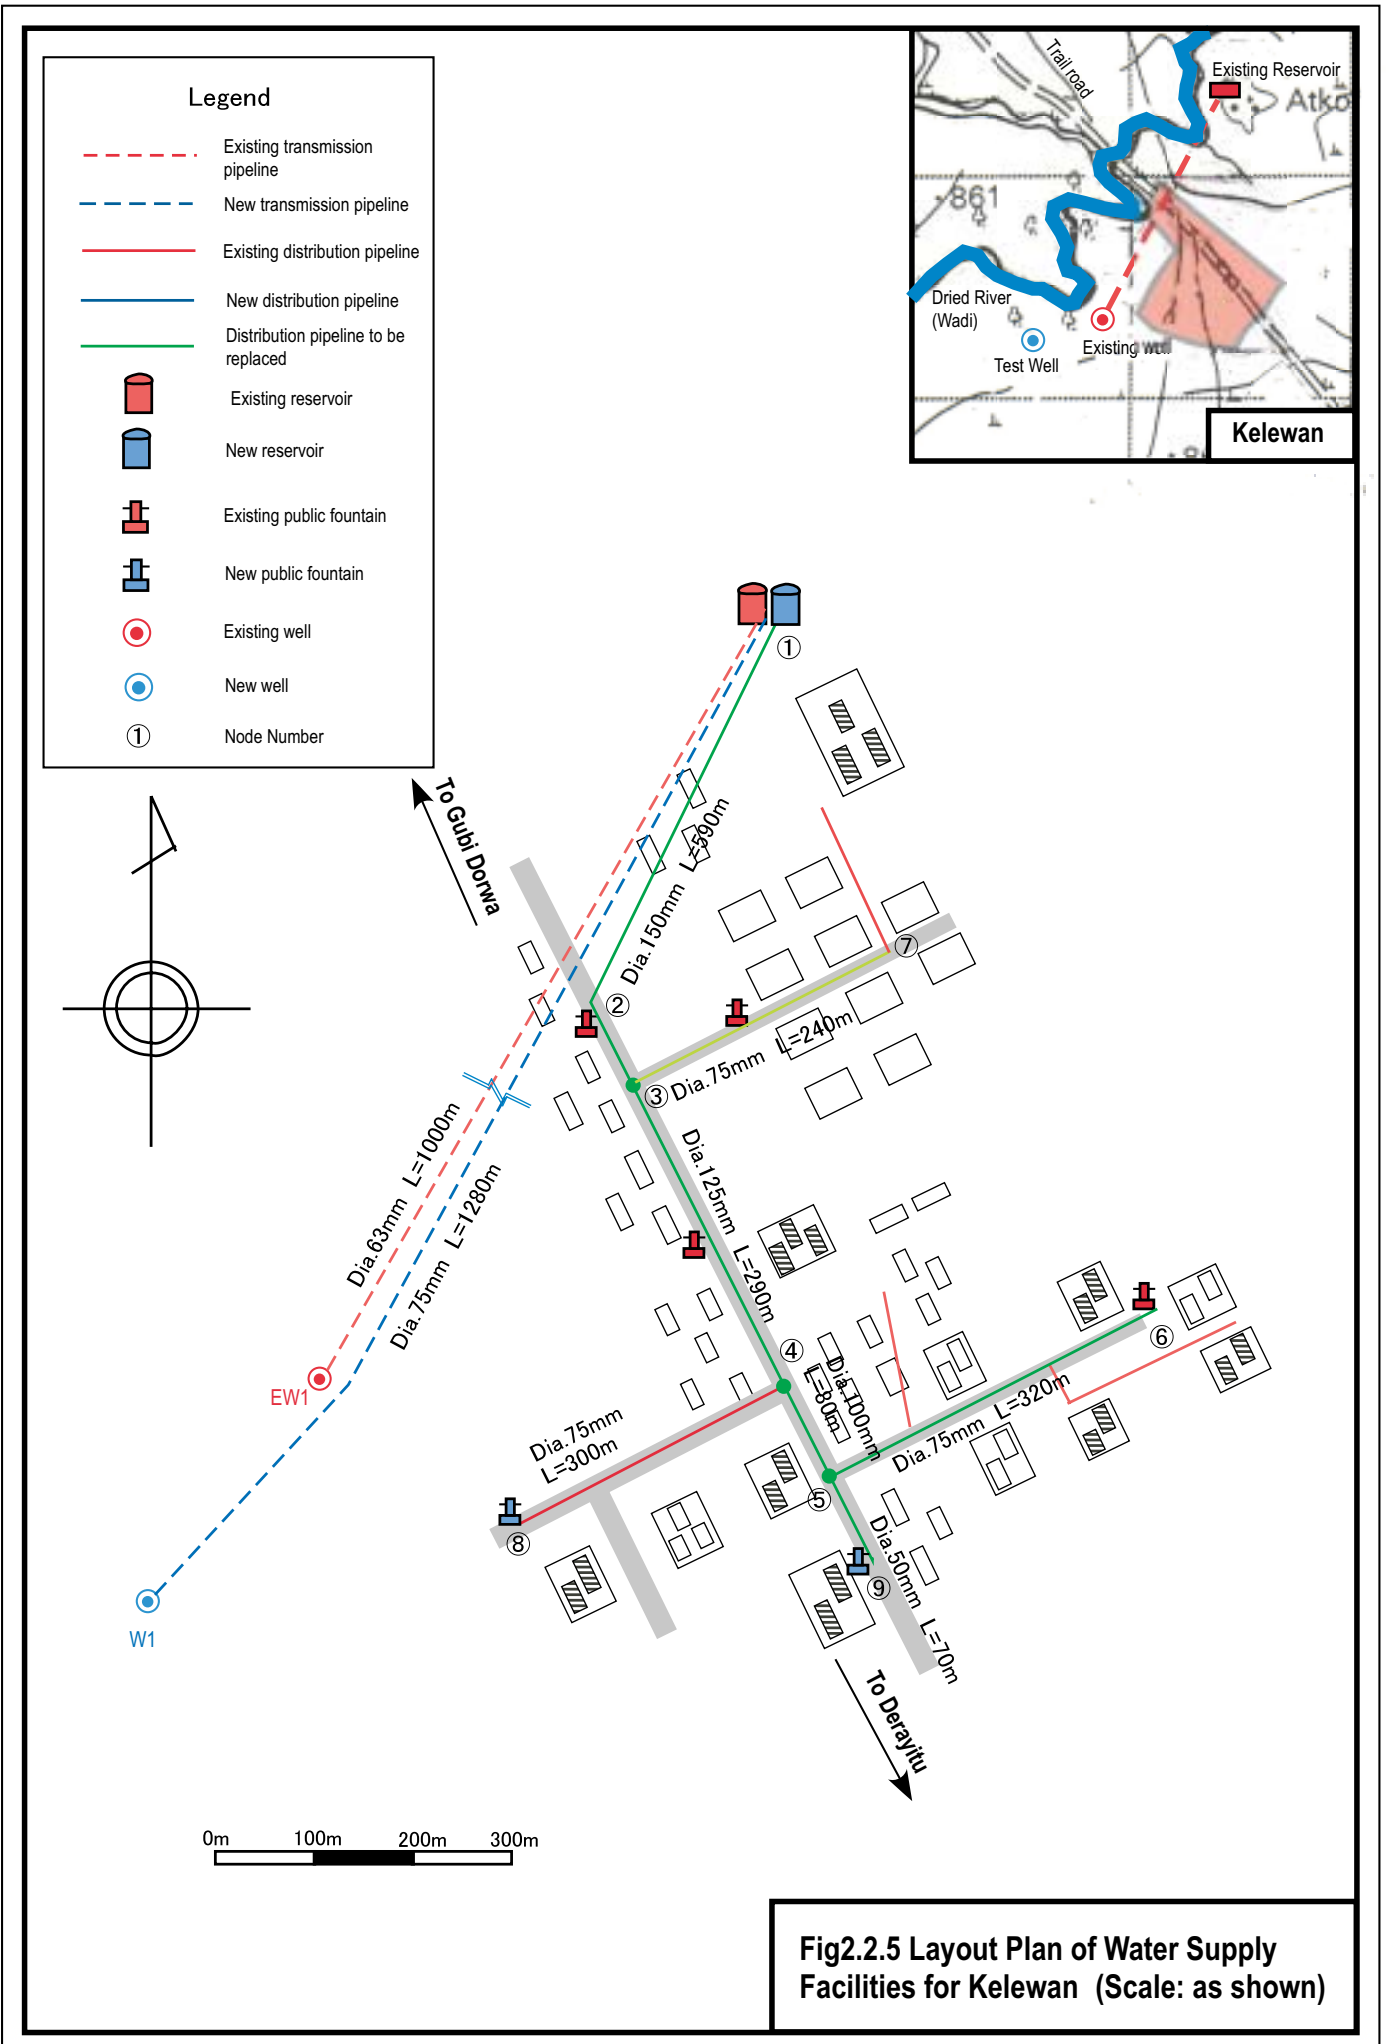 Legend
Existing transmission
pipeline
New transmission pipeline
Existing distribution pipeline
New distribution pipeline
Distribution pipeline to be
replaced
Existing reservoir
New reservoir
Existing public fountain
New public fountain
Existing well
New well
① Node Number
Trail road
Existing Reservoir
Atko
861
Dried River
(Wadi)
Test Well
Existing well
Kelewan
①
To Gubi Dorwa
Dia.150mm L=590m
②
⑦
③
Dia.75mm L=240m
Dia.63mm L=1000m
Dia.75mm L=1280m
Dia.125mm L=290m
④
⑥
EW1
Dia.100mm
L=80m
Dia.75mm L=320m
Dia.75mm
L=300m
⑤
⑧
⑨
Dia.50mm L=70m
W1
To Derayitu
0m 100m 200m 300m
Fig2.2.5 Layout Plan of Water Supply
Facilities for Kelewan (Scale: as shown)